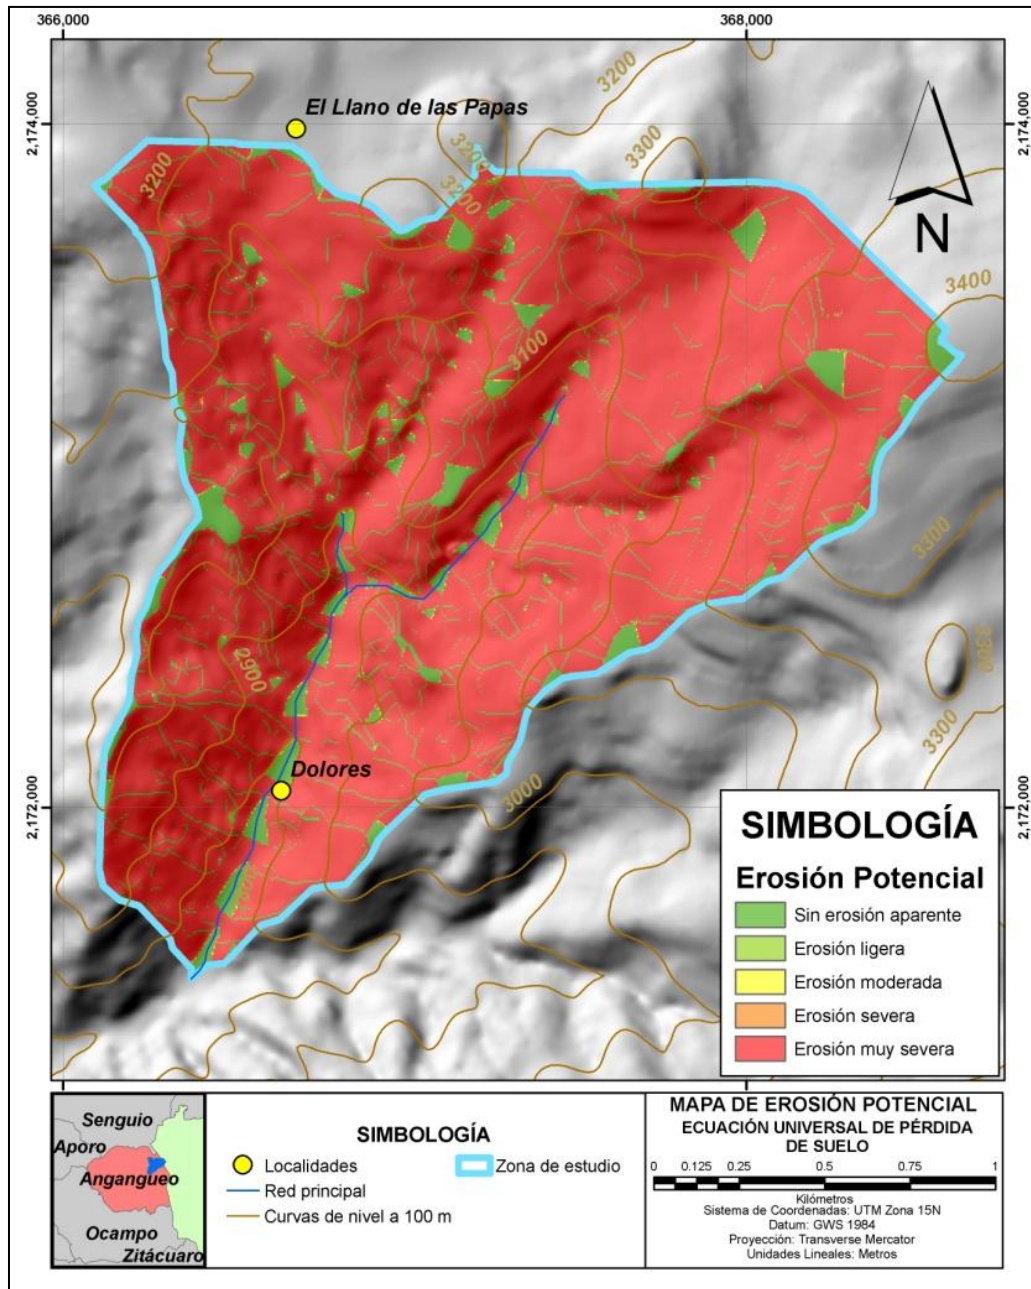 366,000
368,000
3200
El Llano de las Papas
2,174,000
2,174,000
3200
3300
3200
3200
N
3400
3100
3300
3300
2900
3300
Dolores
3000
2,172,000
2,172,000
SIMBOLOGÍA
Erosión Potencial
Sin erosión aparente
Erosión ligera
Erosión moderada
Erosión severa
Erosión muy severa
Senguio
Aporo
Angangueo
Ocampo
Zitácuaro
SIMBOLOGÍA
Localidades
Zona de estudio
Red principal
Curvas de nivel a 100 m
MAPA DE EROSIÓN POTENCIAL
ECUACIÓN UNIVERSAL DE PÉRDIDA
DE SUELO
0 0.125 0.25 0.5 0.75 1
Kilómetros
Sistema de Coordenadas: UTM Zona 15N
Datum: GWS 1984
Proyección: Transverse Mercator
Unidades Lineales: Metros